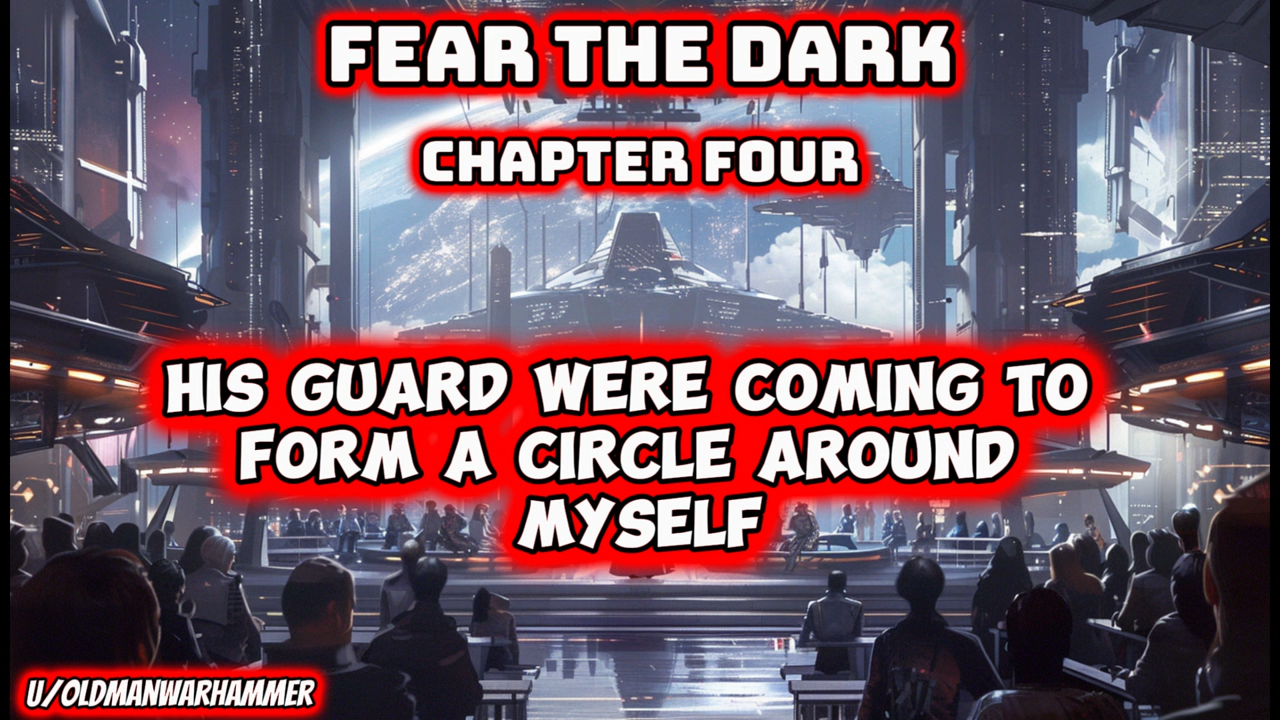 FEAR THE DARK
CHAPTER FOUR
HIS GUARD WERE COMING TO
FORM A CIRCLE AROUND
MYSELF
U/OLDMANWARHAMMER